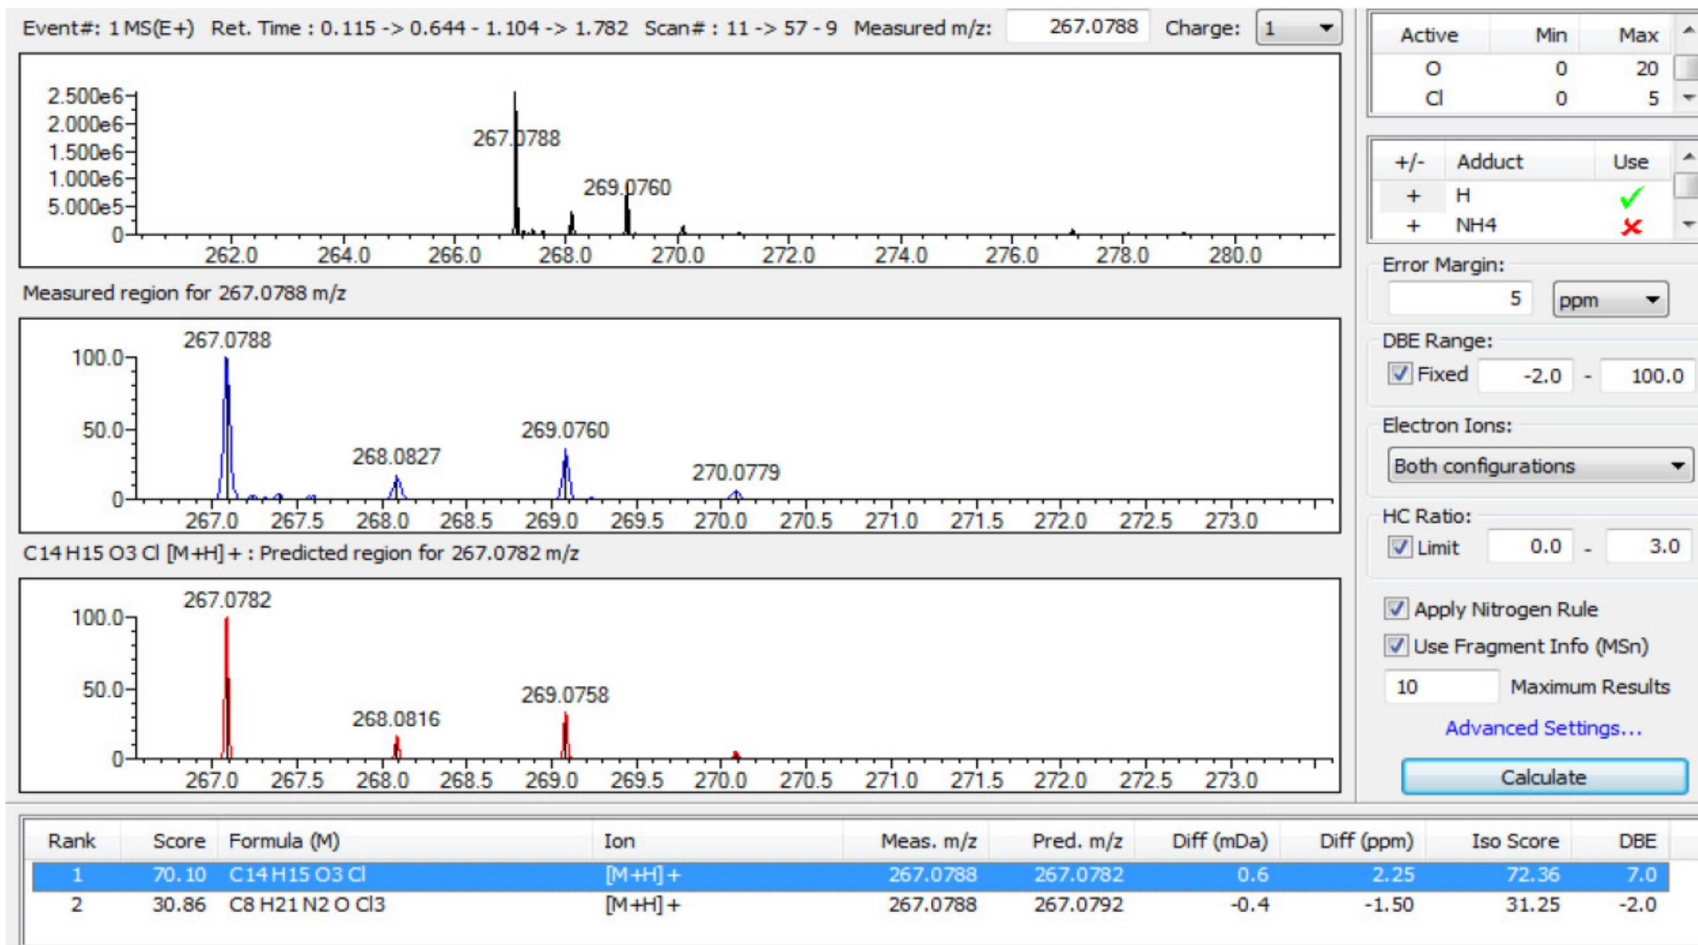 Event#: 1 MS(E+)  Ret. Time : 0.115 -> 0.644 - 1.104 -> 1.782  Scan# : 11 -> 57 - 9  Measured m/z: 267.0788 Charge: 1
2.500e6
2.000e6
1.500e6
1.000e6
5.000e5
0
267.0788
269.0760
262.0 264.0 266.0 268.0 270.0 272.0 274.0 276.0 278.0 280.0
Measured region for 267.0788 m/z
267.0788
100.0
269.0760
50.0
268.0827
270.0779
0
267.0 267.5 268.0 268.5 269.0 269.5 270.0 270.5 271.0 271.5 272.0 272.5 273.0
C14 H15 O3 Cl [M+H]+ : Predicted region for 267.0782 m/z
267.0782
100.0
50.0
269.0758
268.0816
0
267.0 267.5 268.0 268.5 269.0 269.5 270.0 270.5 271.0 271.5 272.0 272.5 273.0
Active Min Max
O 0 20
Cl 0 5
+/- Adduct Use
+ H
+ NH4
Error Margin:
5 ppm
DBE Range:
Fixed -2.0 - 100.0
Electron Ions:
Both configurations
HC Ratio:
Limit 0.0 - 3.0
Apply Nitrogen Rule
Use Fragment Info (MSn)
10 Maximum Results
Advanced Settings...
Calculate
Rank Score Formula (M) Ion Meas. m/z Pred. m/z Diff (mDa) Diff (ppm) Iso Score DBE
1 70.10 C14 H15 O3 Cl [M+H]+ 267.0788 267.0782 0.6 2.25 72.36 7.0
2 30.86 C8 H21 N2 O Cl3 [M+H]+ 267.0788 267.0792 -0.4 -1.50 31.25 -2.0